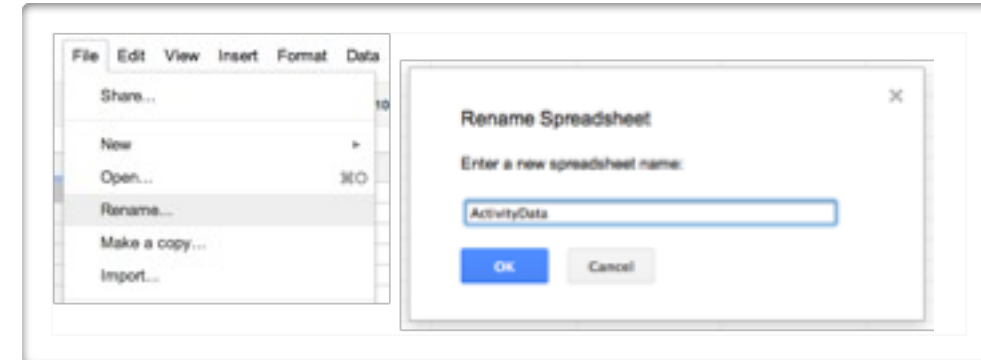 File Edit View Insert Format Data
Share...
10
New ►
Open... ⌘O
Rename...
Make a copy...
Import...
×
Rename Spreadsheet
Enter a new spreadsheet name:
ActivityData
OK Cancel